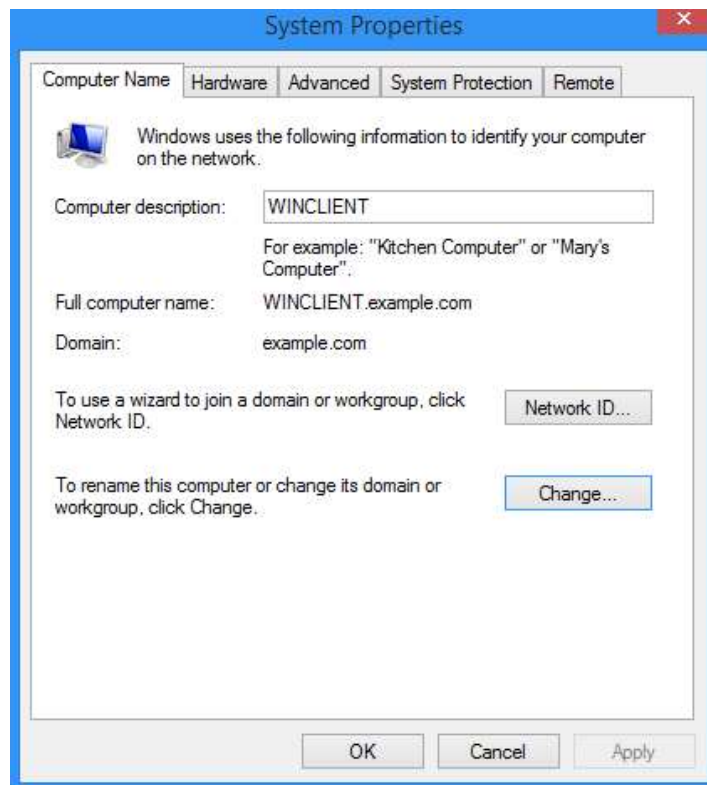 System Properties
Computer Name
Hardware
Advanced
System Protection
Remote
Windows uses the following information to identify your computer
on the network.
Computer description:
WINCLIENT
For example: "Kitchen Computer" or "Mary's
Computer".
Full computer name:
WINCLIENT.example.com
Domain:
example.com
To use a wizard to join a domain or workgroup, click
Network ID.
Network ID...
To rename this computer or change its domain or
workgroup, click Change.
Change...
OK
Cancel
Apply